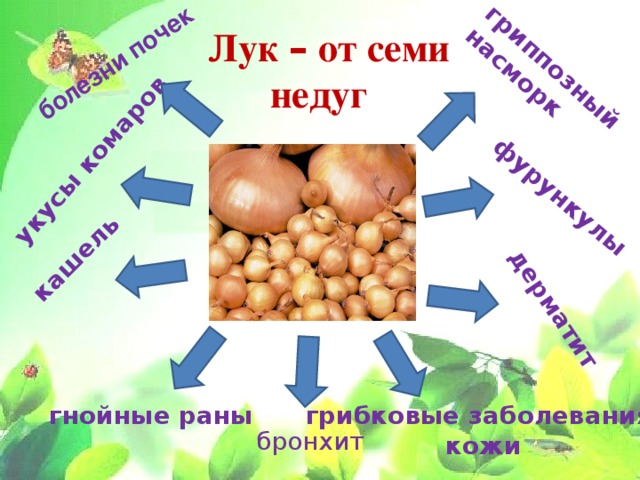 Лук – от семи
недуг
болезни почек
гриппозный
насморк
укусы комаров
фурункулы
кашель
дерматит
гнойные раны
грибковые заболевания
кожи
бронхит